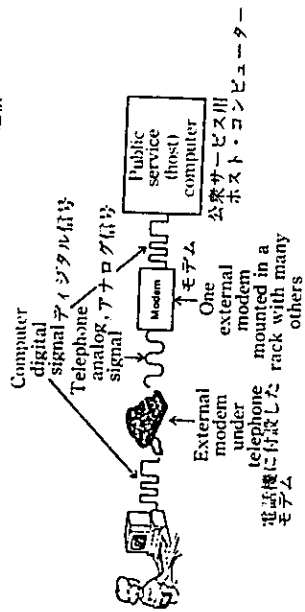 Computer
digital
signal ディジタル信号
Telephone
analog, アナログ信号
signal
External
modem
under
telephone
電話機に付設した
モデム
Modem
モデム
One
external
modem
mounted in a
rack with many
others
Public
service
(host)
computer
公衆サービス用
ホスト・コンピューター